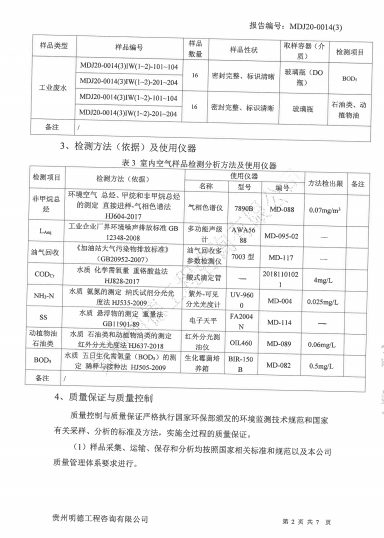 报告编号：MDJ20-0014(3)
样品类型 样品编号 样品数量 样品性状 取样容器（介质） 检测项目
工业废水 MDJ20-0014(3)IW(1~2)-101~104 MDJ20-0014(3)IW(1~2)-201~204 16 密封完整、标识清晰 玻璃瓶（DO瓶） BOD₅
MDJ20-0014(3)IW(1~2)-101~104 MDJ20-0014(3)IW(1~2)-201~204 16 密封完整、标识清晰 玻璃瓶 石油类、动植物油
备注 /
3、检测方法（依据）及使用仪器
表 3 室内空气样品检测分析方法及使用仪器
检测项目 检测方法（依据） 使用仪器 方法检出限 备注
名称 型号 编号
非甲烷总烃 环境空气 总烃、甲烷和非甲烷总烃的测定 直接进样-气相色谱法 HJ604-2017 气相色谱仪 7890B MD-088 0.07mg/m³
LAeq 工业企业厂界环境噪声排放标准 GB 12348-2008 多功能声级计 AWA5688 MD-095-02 —
油气回收 《加油站大气污染物排放标准》（GB20952-2007） 油气回收多参数检测仪 7003 型 MD-117 —
CODCr 水质 化学需氧量 重铬酸盐法 HJ828-2017 酸式滴定管 — 20181101021 4mg/L
NH₃-N 水质 氨氮的测定 纳氏试剂分光光度法 HJ535-2009 紫外-可见分光光度计 UV-9600 MD-004 0.025mg/L
SS 水质 悬浮物的测定 重量法 GB11901-89 电子天平 FA2004N MD-114 —
动植物油石油类 水质 石油类和动植物油类的测定 红外分光光度法 HJ637-2018 红外分光测油仪 OIL460 MD-089 0.06mg/L
BOD₅ 水质 五日生化需氧量（BOD₅）的测定 稀释与接种法 HJ505-2009 生化霉菌培养箱 BIR-150B MD-082 0.5mg/L
备注 /
4、质量保证与质量控制
质量控制与质量保证严格执行国家环保部颁发的环境监测技术规范和国家
有关采样、分析的标准及方法，实施全过程的质量保证。
（1）样品采集、运输、保存和分析均按照国家相关标准和规范以及本公司
质量管理体系要求进行。
贵州明德工程咨询有限公司
第 2 页 共 7 页